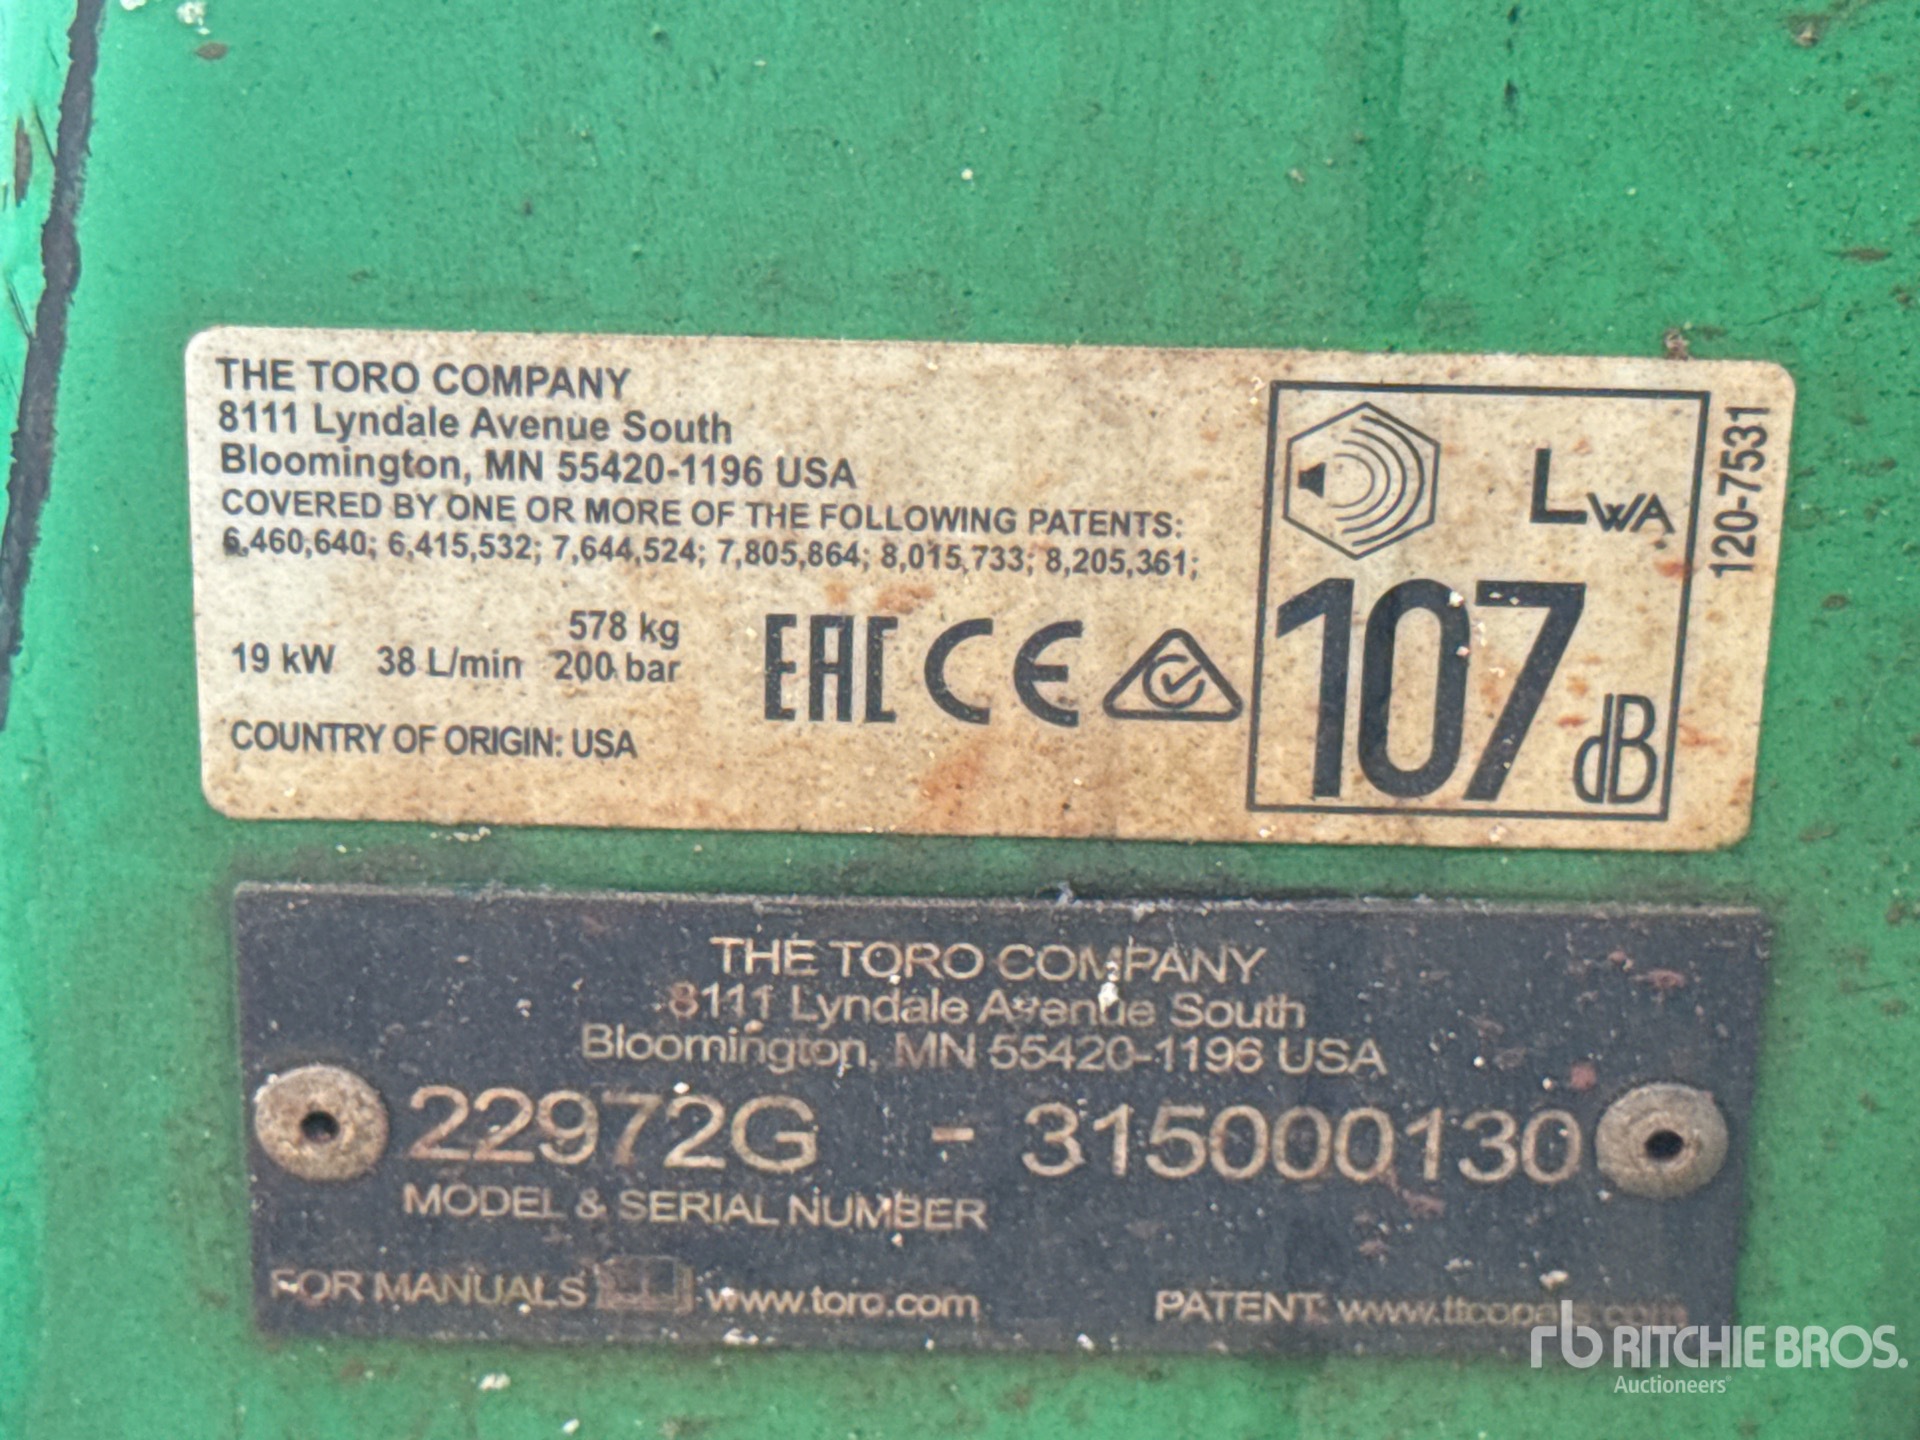 THE TORO COMPANY
8111 Lyndale Avenue South
Bloomington, MN 55420-1196 USA
COVERED BY ONE OR MORE OF THE FOLLOWING PATENTS:
6,460,640; 6,415,532; 7,644,524; 7,805,864; 8,015,733; 8,205,361;
578 kg
19 kW 38 L/min 200 bar
COUNTRY OF ORIGIN: USA
EAC CE
LWA
107 dB
120-7531
THE TORO COMPANY
8111 Lyndale Avenue South
Bloomington, MN 55420-1196 USA
22972G - 315000130
MODEL & SERIAL NUMBER
FOR MANUALS www.toro.com
PATENT: www.ttcopats.com
rb RITCHIE BROS.
Auctioneers